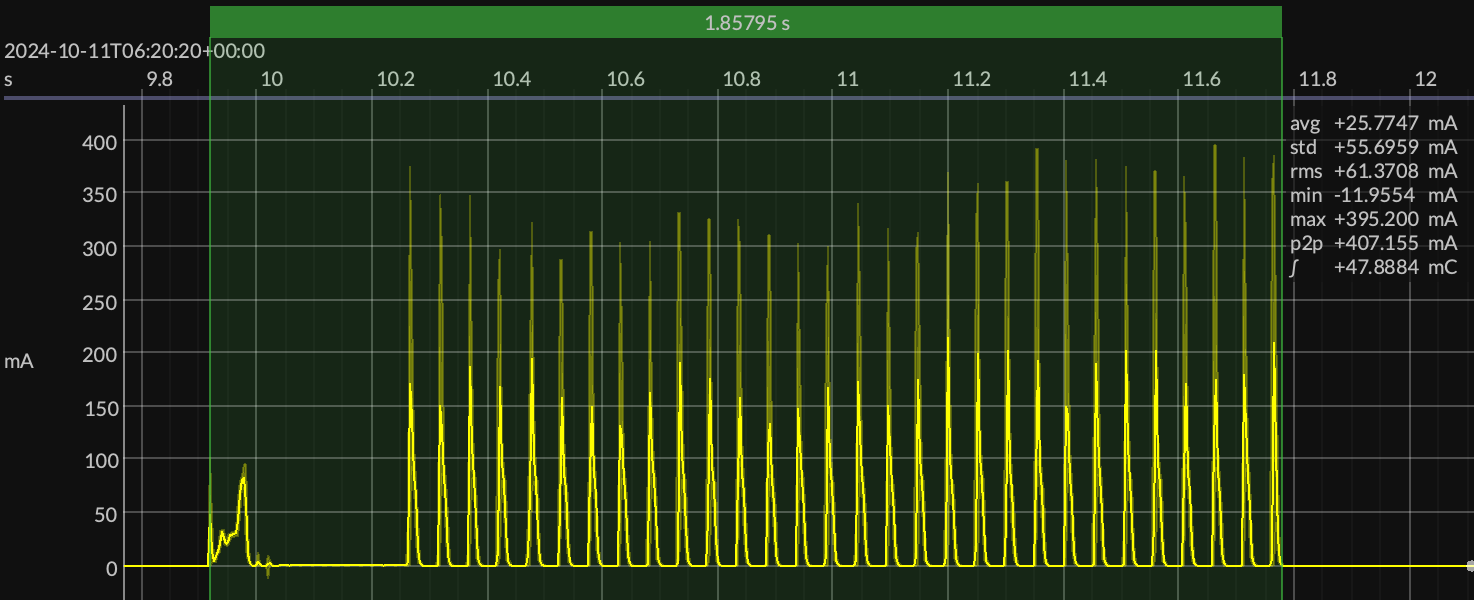 1.85795 s
2024-10-11T06:20:20+00:00
s 9.8 10 10.2 10.4 10.6 10.8 11 11.2 11.4 11.6 11.8 12
avg +25.7747 mA
400
std +55.6959 mA
rms +61.3708 mA
350
min -11.9554 mA
max +395.200 mA
300
p2p +407.155 mA
∫ +47.8884 mC
250
200
mA
150
100
50
0